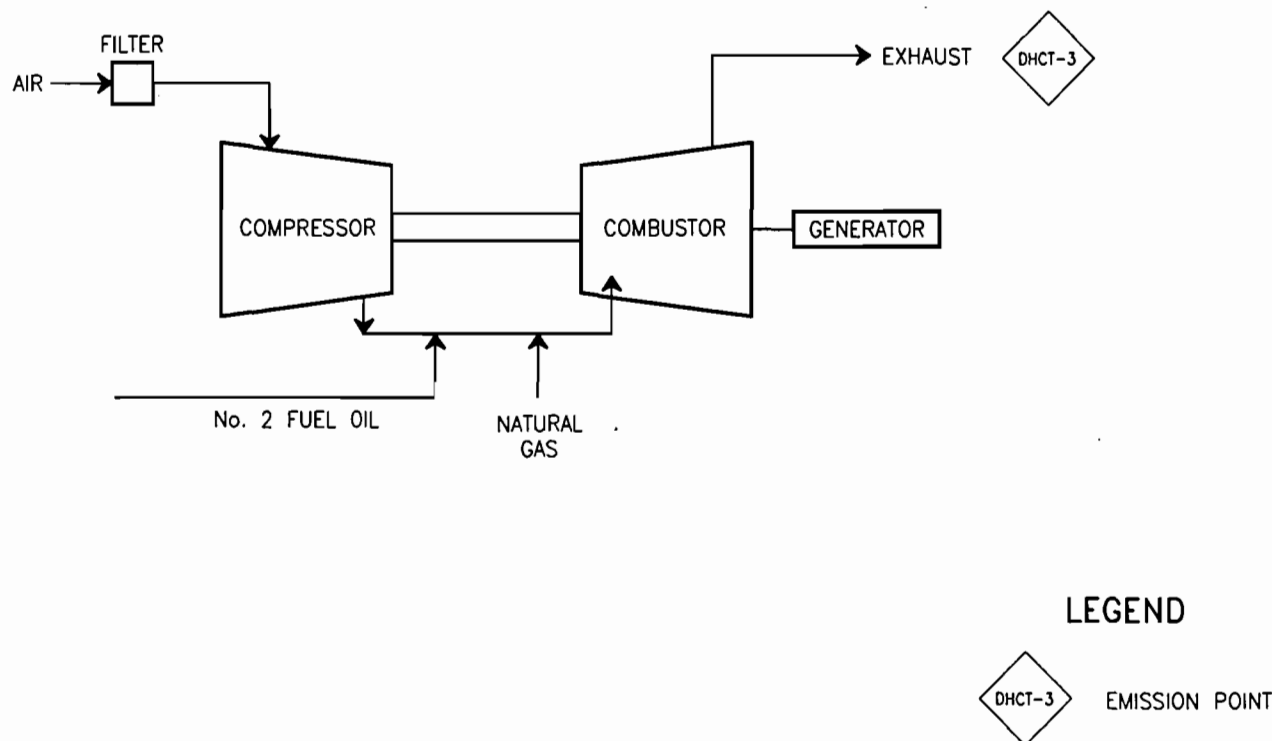 FILTER
AIR
EXHAUST
DHCT-3
COMPRESSOR
COMBUSTOR
GENERATOR
No. 2 FUEL OIL
NATURAL
GAS
LEGEND
DHCT-3
EMISSION POINT